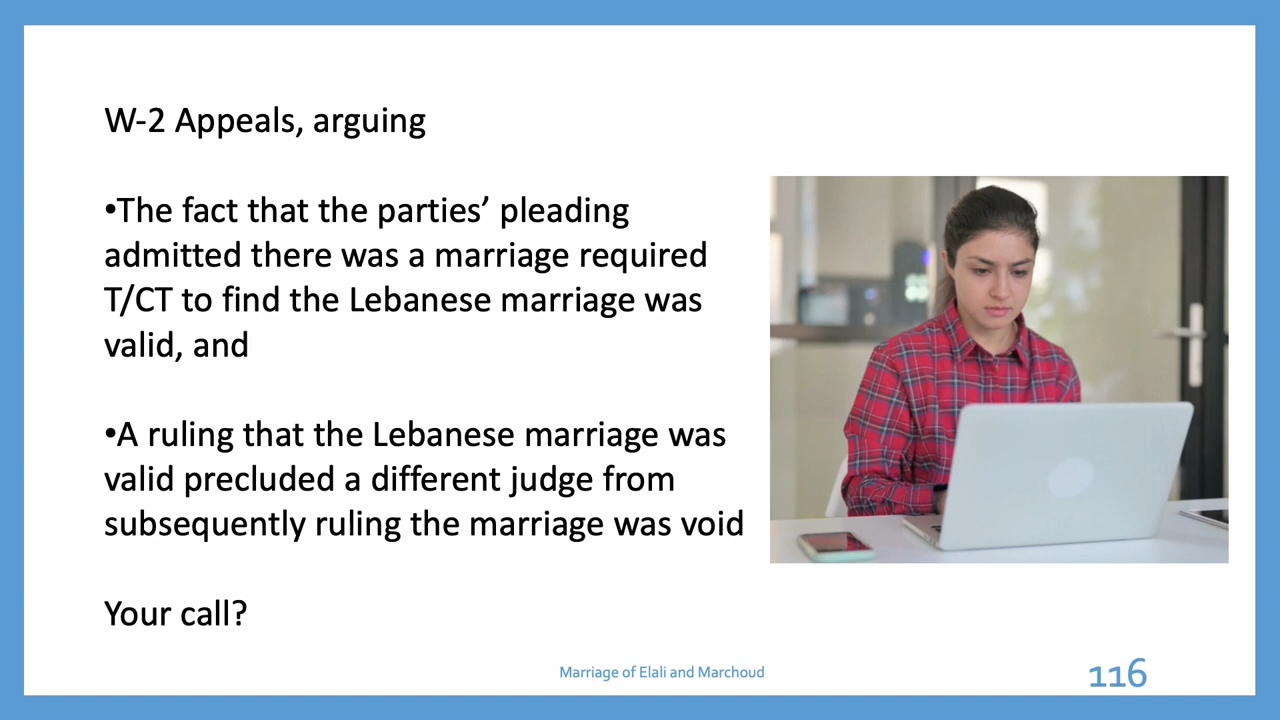 W-2 Appeals, arguing
•The fact that the parties’ pleading
admitted there was a marriage required
T/CT to find the Lebanese marriage was
valid, and
•A ruling that the Lebanese marriage was
valid precluded a different judge from
subsequently ruling the marriage was void
Your call?
Marriage of Elali and Marchoud
116